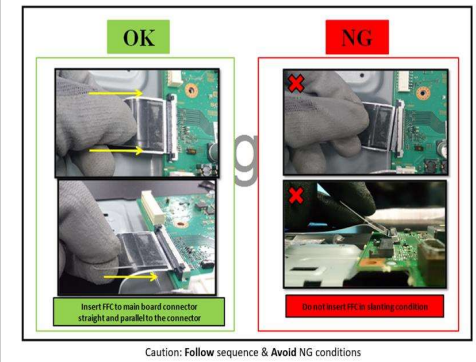 OK
NG
g
Insert FFC to main board connector
straight and parallel to the connector
Do not insert FFC in slanting condition
Caution: Follow sequence & Avoid NG conditions